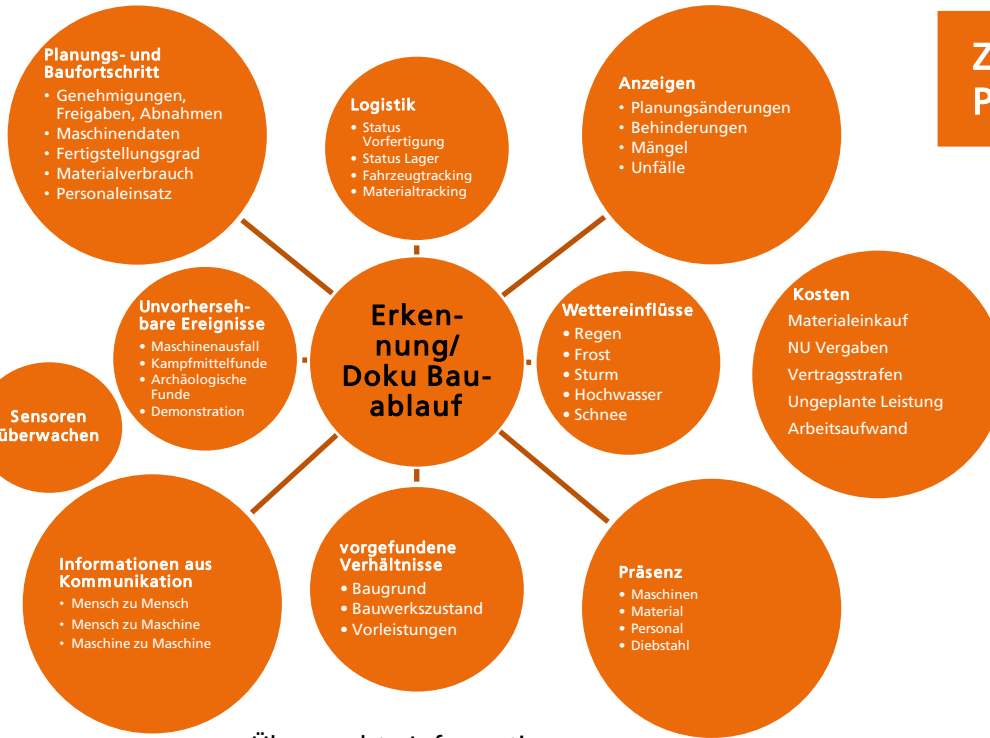 Planungs- und
Baufortschritt
• Genehmigungen,
Freigaben, Abnahmen
• Maschinendaten
• Fertigstellungsgrad
• Materialverbrauch
• Personaleinsatz
Logistik
• Status
Vorfertigung
• Status Lager
• Fahrzeugtracking
• Materialtracking
Anzeigen
• Planungsänderungen
• Behinderungen
• Mängel
• Unfälle
Z
P
Unvorherseh-
bare Ereignisse
• Maschinenausfall
• Kampfmittelfunde
• Archäologische
Funde
• Demonstration
Erken-
nung/
Doku Bau-
ablauf
Wettereinflüsse
• Regen
• Frost
• Sturm
• Hochwasser
• Schnee
Kosten
Materialeinkauf
NU Vergaben
Vertragsstrafen
Ungeplante Leistung
Arbeitsaufwand
Sensoren
überwachen
Informationen aus
Kommunikation
• Mensch zu Mensch
• Mensch zu Maschine
• Maschine zu Maschine
vorgefundene
Verhältnisse
• Baugrund
• Bauwerkszustand
• Vorleistungen
Präsenz
• Maschinen
• Material
• Personal
• Diebstahl